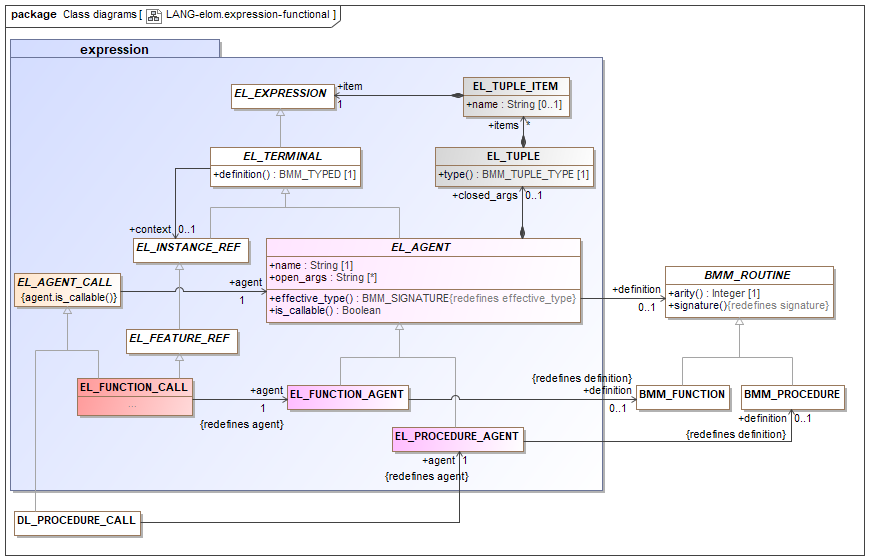 package Class diagrams [ LANG-elom.expression-functional ]
expression
EL_EXPRESSION
+item
1
EL_TUPLE_ITEM
+name : String [0..1]
+items
*
EL_TERMINAL
+definition() : BMM_TYPED [1]
EL_TUPLE
+type() : BMM_TUPLE_TYPE [1]
+closed_args
0..1
+context
0..1
EL_INSTANCE_REF
EL_AGENT
+name : String [1]
+open_args : String [*]
+effective_type() : BMM_SIGNATURE{redefines effective_type}
+is_callable() : Boolean
EL_AGENT_CALL
{agent.is_callable()}
+agent
1
+definition
0..1
BMM_ROUTINE
+arity() : Integer [1]
+signature(){redefines signature}
EL_FEATURE_REF
EL_FUNCTION_CALL
...
+agent
1
{redefines agent}
EL_FUNCTION_AGENT
{redefines definition}
+definition
0..1
BMM_FUNCTION
BMM_PROCEDURE
+definition
0..1
{redefines definition}
EL_PROCEDURE_AGENT
+agent
1
{redefines agent}
DL_PROCEDURE_CALL